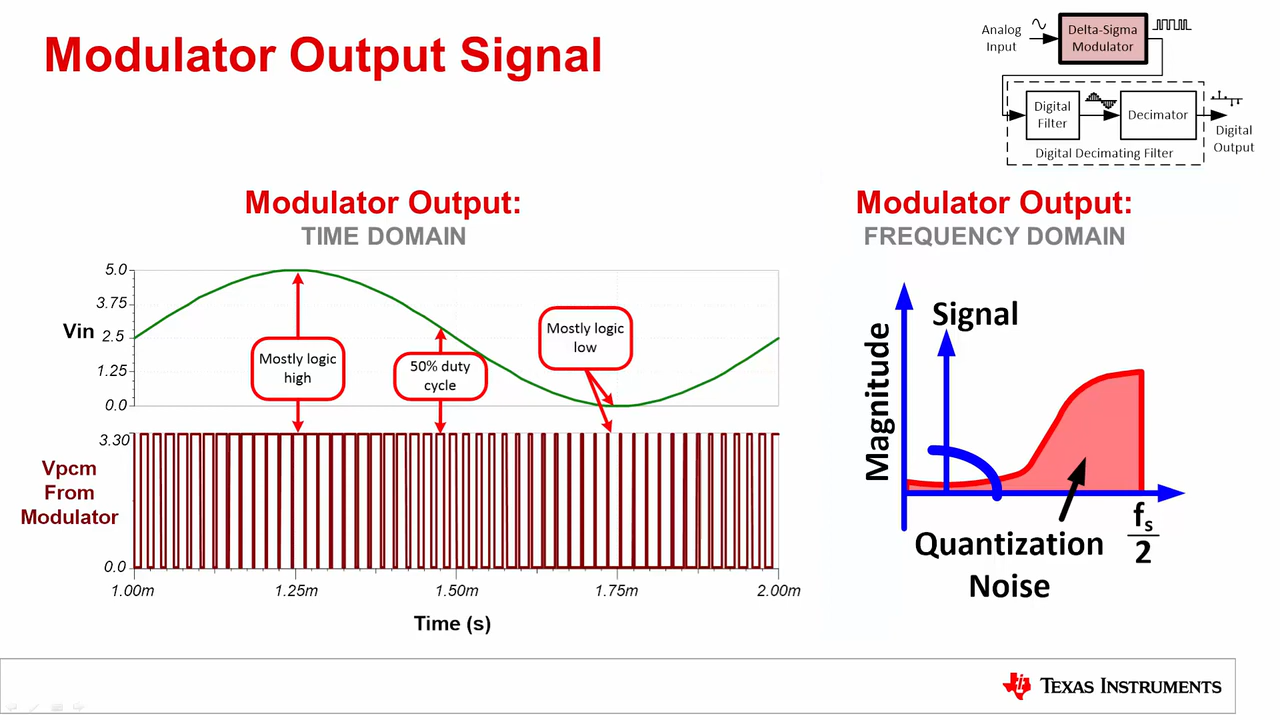 Modulator Output Signal
Analog
Input
Delta-Sigma
Modulator
Digital
Filter
Decimator
Digital Decimating Filter
Digital
Output
Modulator Output:
TIME DOMAIN
Vin
5.0
3.75
2.5
1.25
0.0
Mostly logic
high
50% duty
cycle
Mostly logic
low
Vpcm
From
Modulator
3.30
0.0
1.00m
1.25m
1.50m
1.75m
2.00m
Time (s)
Modulator Output:
FREQUENCY DOMAIN
Magnitude
Signal
Quantization
Noise
fs
2
TEXAS INSTRUMENTS